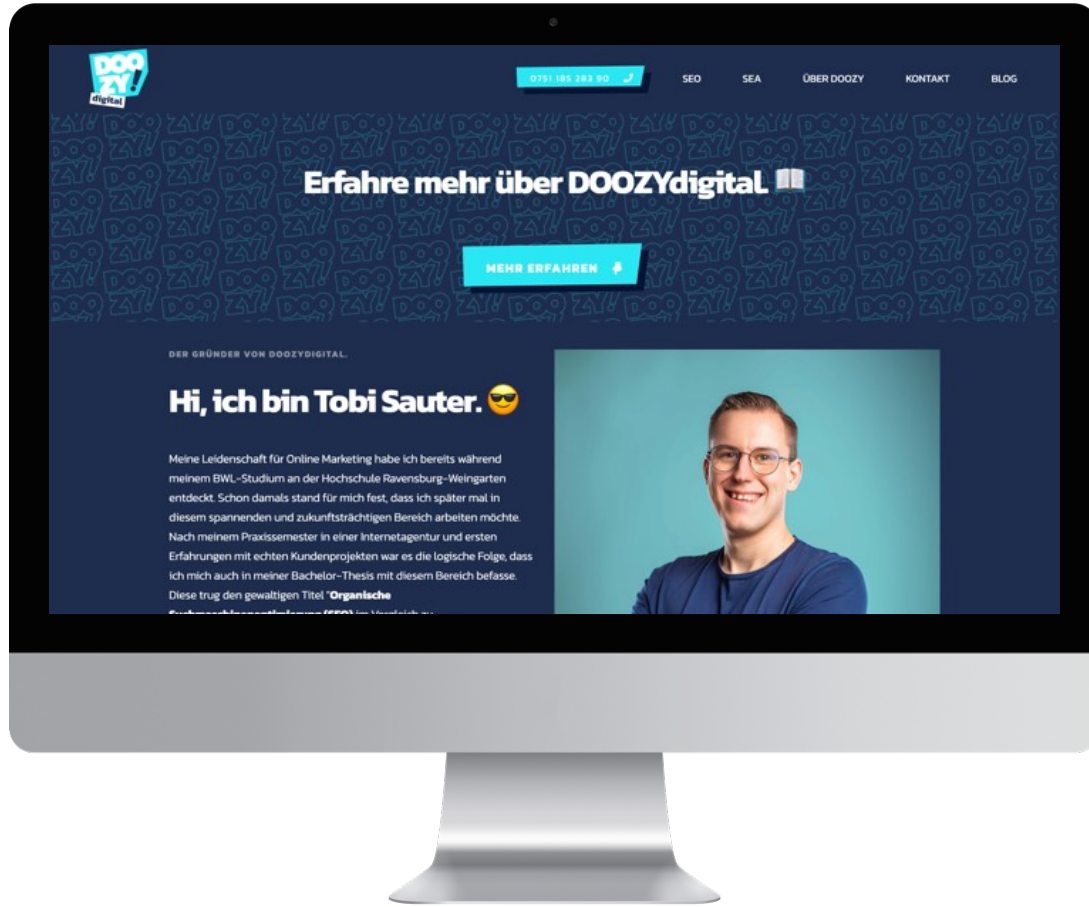 DOO
ZY!
digital
0751 185 283 90
SEO
SEA
ÜBER DOOZY
KONTAKT
BLOG
Erfahre mehr über DOOZYdigital.
MEHR ERFAHREN
DER GRÜNDER VON DOOZYDIGITAL.
Hi, ich bin Tobi Sauter.
Meine Leidenschaft für Online Marketing habe ich bereits während
meinem BWL-Studium an der Hochschule Ravensburg-Weingarten
entdeckt. Schon damals stand für mich fest, dass ich später mal in
diesem spannenden und zukunftsträchtigen Bereich arbeiten möchte.
Nach meinem Praxissemester in einer Internetagentur und ersten
Erfahrungen mit echten Kundenprojekten war es die logische Folge, dass
ich mich auch in meiner Bachelor-Thesis mit diesem Bereich befasse.
Diese trug den gewaltigen Titel "Organische
Suchmaschinenoptimierung (SEO) im Vergleich zu